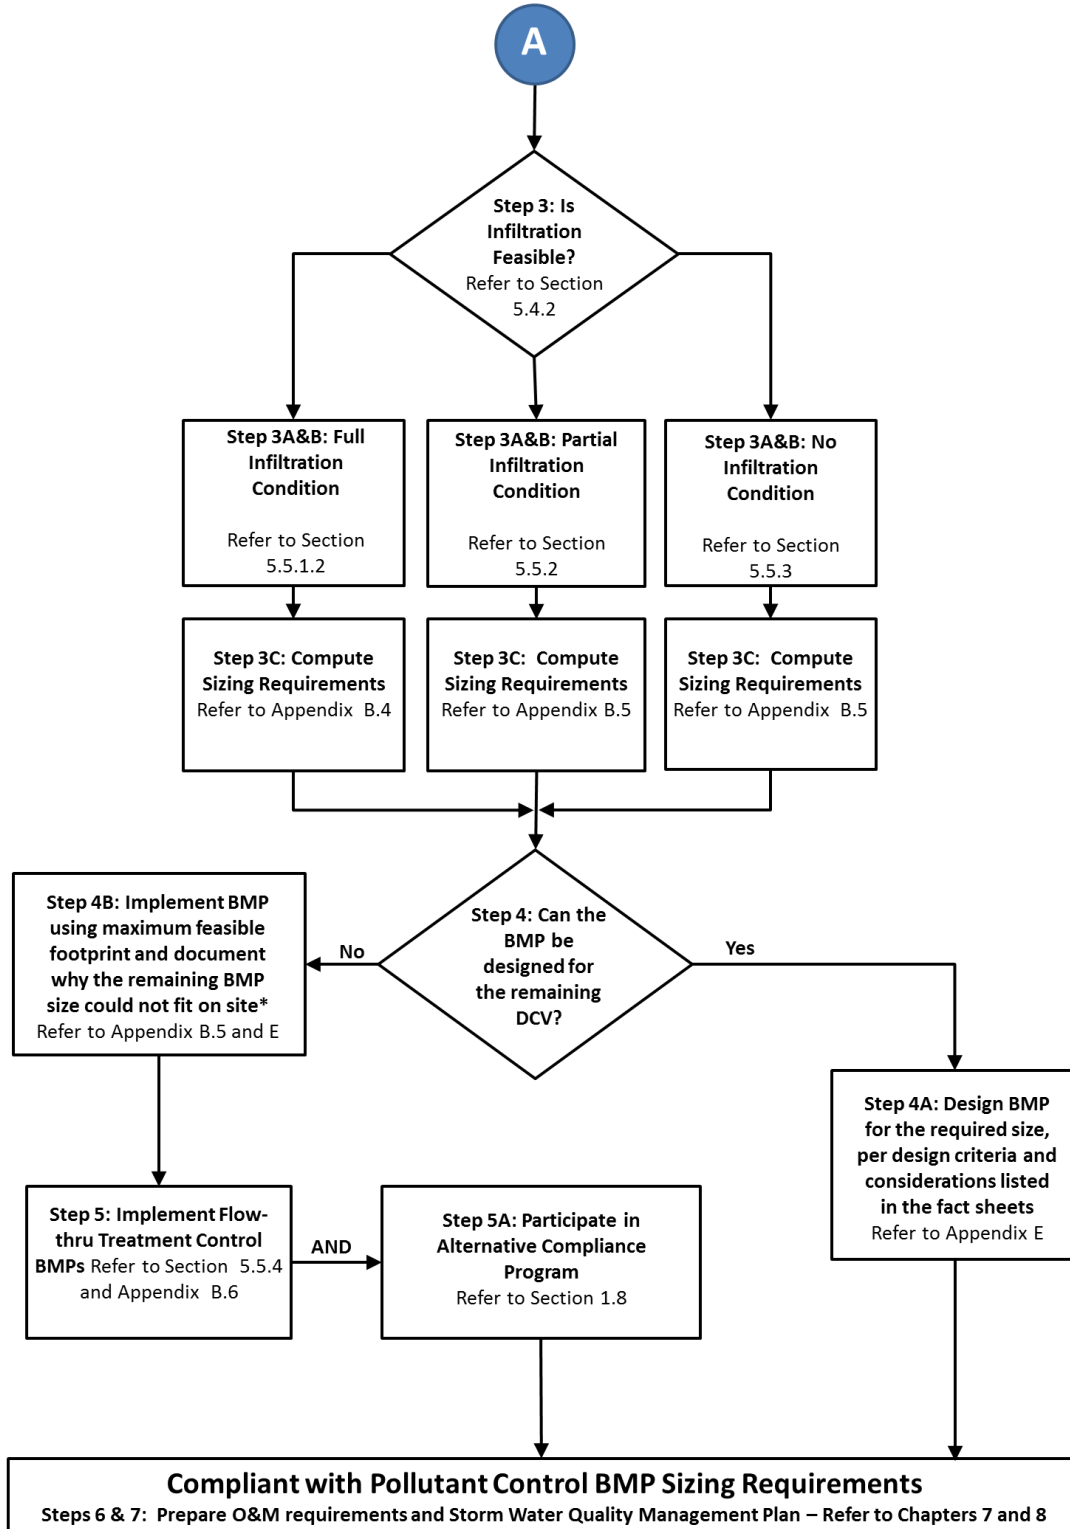 A
Step 3: Is
Infiltration
Feasible?
Refer to Section
5.4.2
Step 3A&B: Full
Infiltration
Condition
Refer to Section
5.5.1.2
Step 3A&B: Partial
Infiltration
Condition
Refer to Section
5.5.2
Step 3A&B: No
Infiltration
Condition
Refer to Section
5.5.3
Step 3C: Compute
Sizing Requirements
Refer to Appendix B.4
Step 3C: Compute
Sizing Requirements
Refer to Appendix B.5
Step 3C: Compute
Sizing Requirements
Refer to Appendix B.5
Step 4: Can the
BMP be
designed for
the remaining
DCV?
No
Yes
Step 4B: Implement BMP
using maximum feasible
footprint and document
why the remaining BMP
size could not fit on site*
Refer to Appendix B.5 and E
Step 4A: Design BMP
for the required size,
per design criteria and
considerations listed
in the fact sheets
Refer to Appendix E
Step 5: Implement Flow-
thru Treatment Control
BMPs Refer to Section 5.5.4
and Appendix B.6
AND
Step 5A: Participate in
Alternative Compliance
Program
Refer to Section 1.8
Compliant with Pollutant Control BMP Sizing Requirements
Steps 6 & 7: Prepare O&M requirements and Storm Water Quality Management Plan – Refer to Chapters 7 and 8